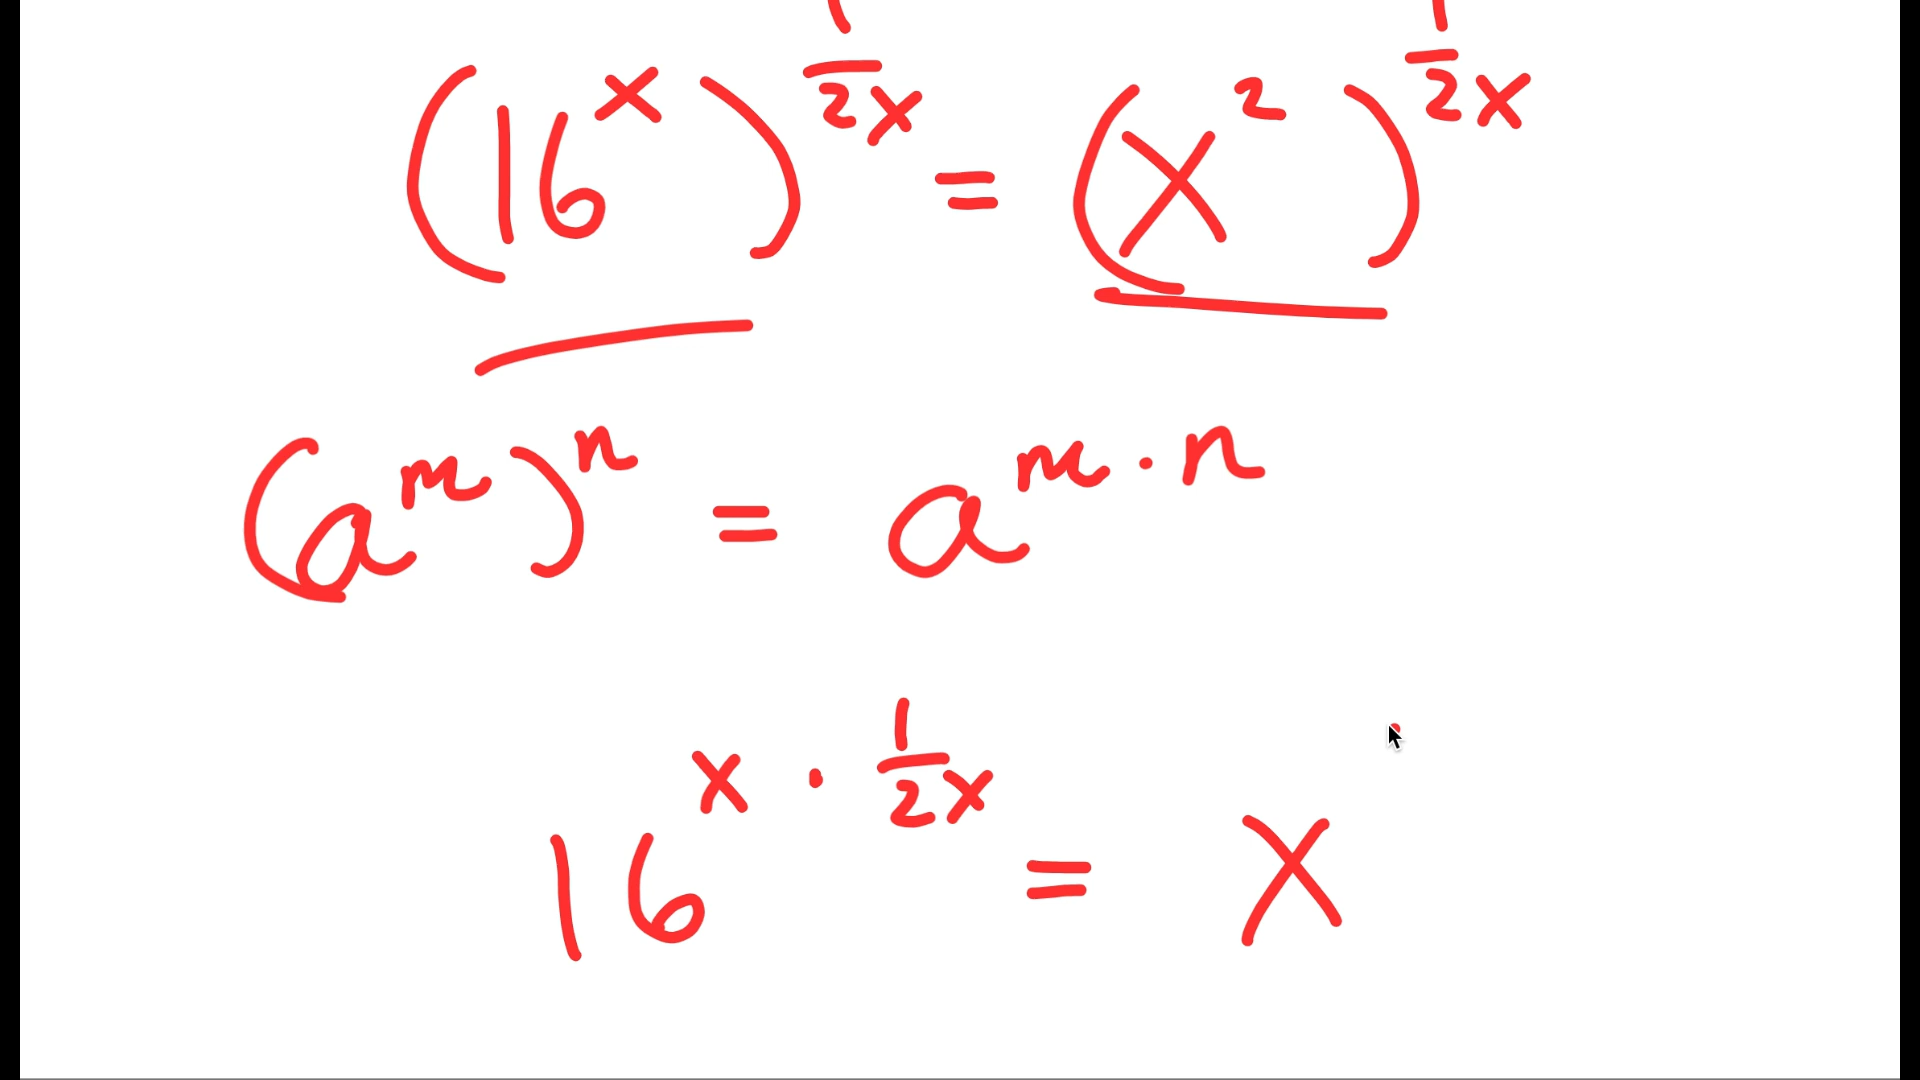 (16^x)^(1/2x) = (x^2)^(1/2x)
(a^m)^n = a^(m·n)
16^(x · 1/2x) = x